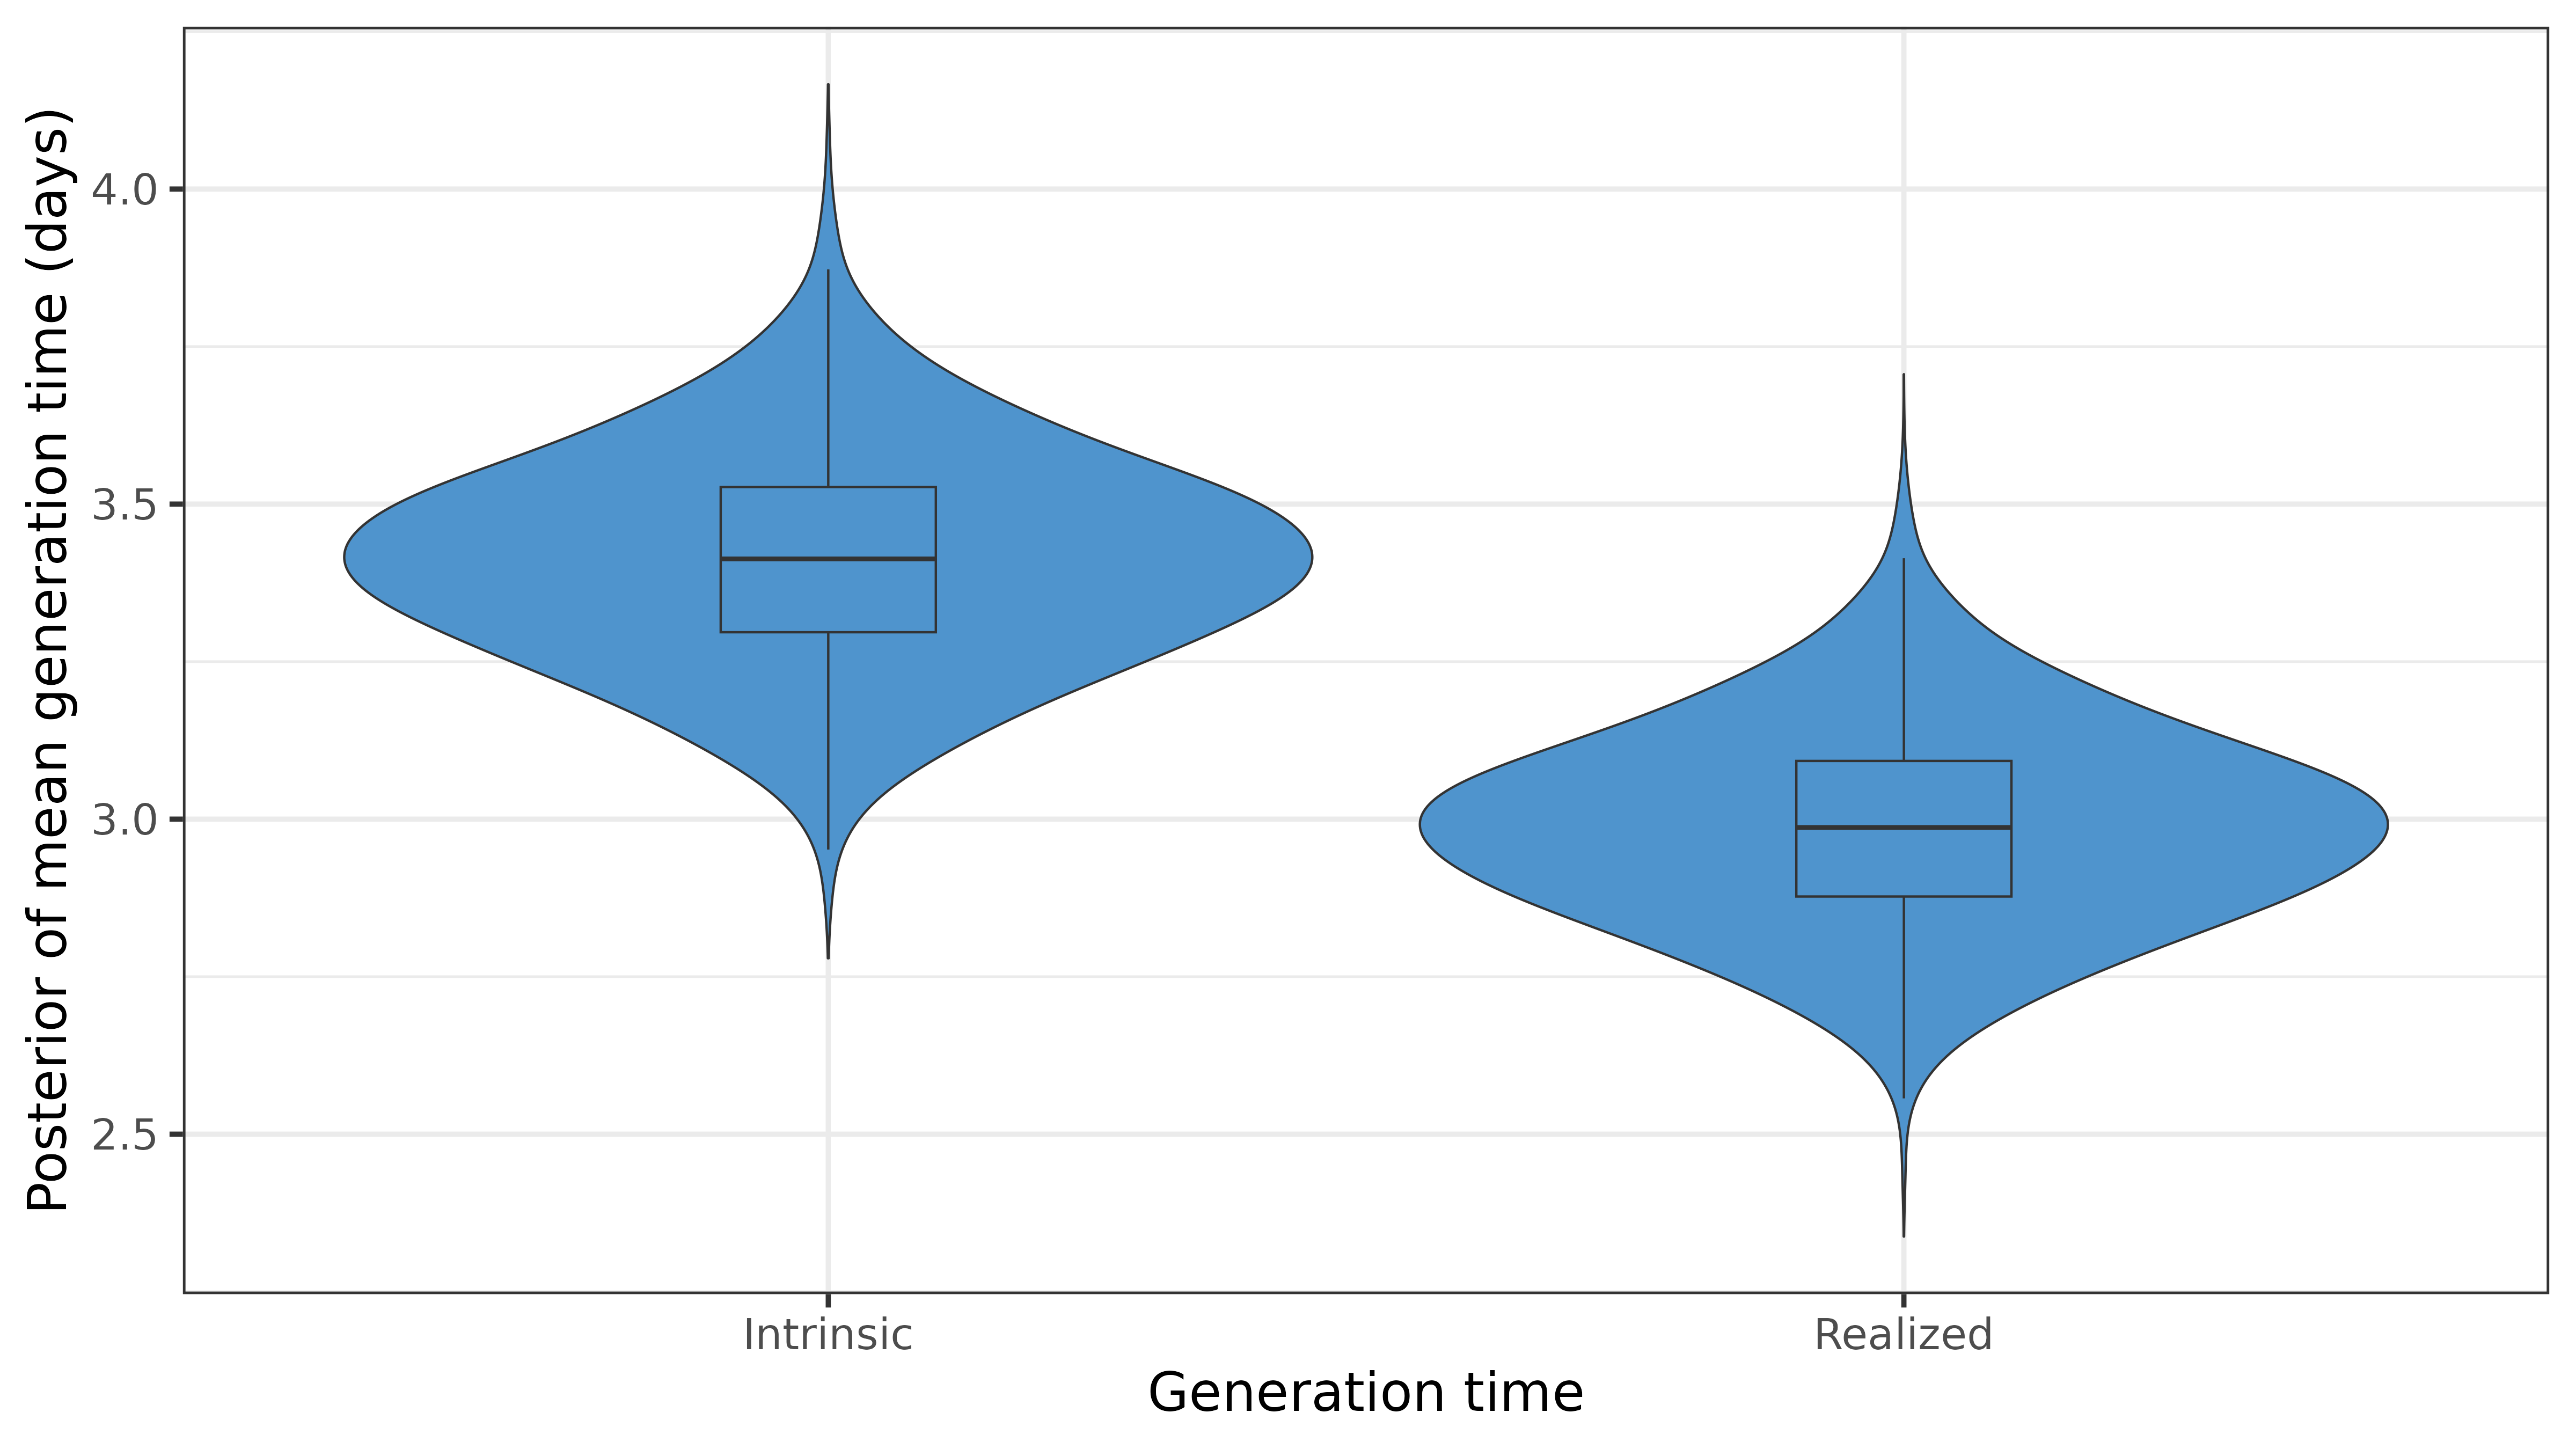 Posterior of mean generation time (days)
4.0
3.5
3.0
2.5
Intrinsic
Realized
Generation time